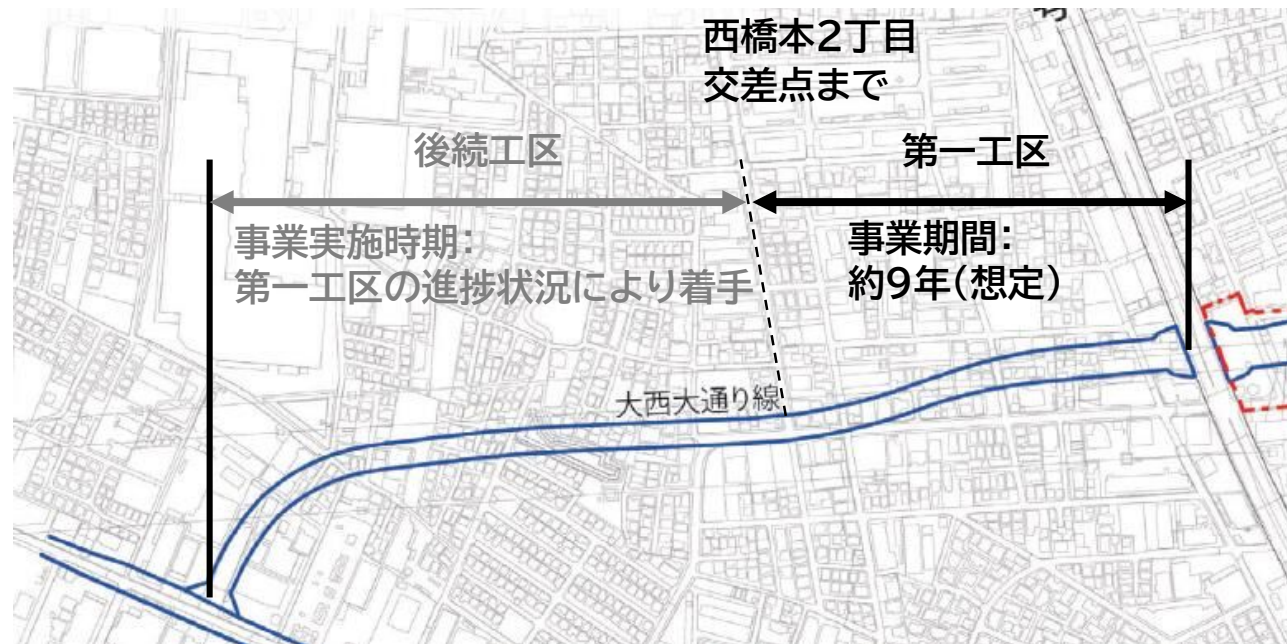 西橋本2丁目
交差点まで
後続工区
第一工区
事業実施時期：
第一工区の進捗状況により着手
事業期間：
約9年（想定）
大西大通り線